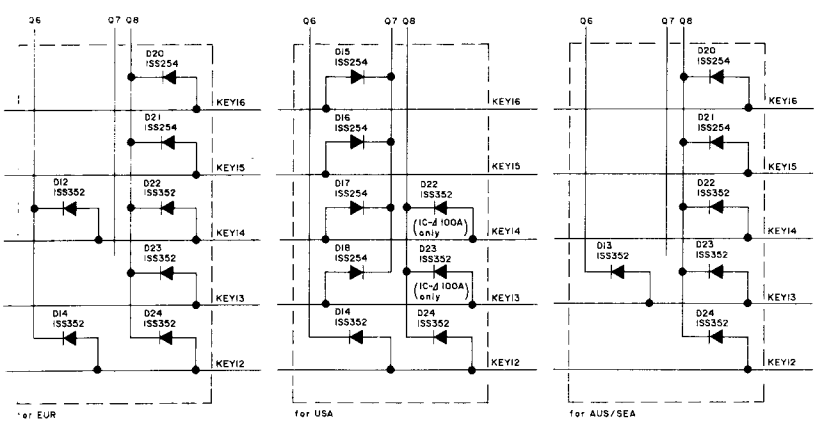 Q6 Q7 Q8
D20
ISS254
KEY16
D21
ISS254
KEY15
D12
ISS352
D22
ISS352
KEY14
D23
ISS352
KEY13
D14
ISS352
D24
ISS352
KEY12
for EUR
Q6 Q7 Q8
D15
ISS254
KEY16
D16
ISS254
KEY15
D17
ISS254
D22
ISS352
(IC-Δ100A)
only
KEY14
D18
ISS254
D23
ISS352
(IC-Δ100A)
only
KEY13
D14
ISS352
D24
ISS352
KEY12
for USA
Q6 Q7 Q8
D20
ISS254
KEY16
D21
ISS254
KEY15
D22
ISS352
KEY14
D13
ISS352
D23
ISS352
KEY13
D24
ISS352
KEY12
for AUS/SEA